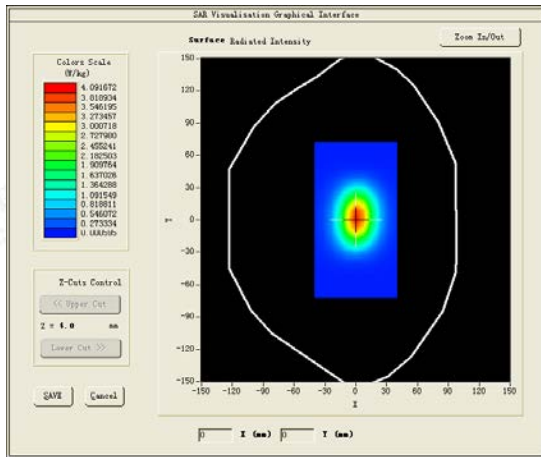 SAR Visualisation Graphical Interface
Surface Radiated Intensity
Zoom In/Out
Colors Scale
(W/kg)
4.091672
3.818934
3.546195
3.273457
3.000718
2.727980
2.455241
2.182503
1.909764
1.637026
1.364288
1.091549
0.818811
0.546072
0.273334
0.000595
Z-Cuts Control
<< Upper Cut
Z = 4.0 mm
Lower Cut >>
SAVE
Cancel
150
120
90
60
30
0
-30
-60
-90
-120
-150
Y
-150 -120 -90 -60 -30 0 30 60 90 120 150
X
0 X (mm) 0 Y (mm)